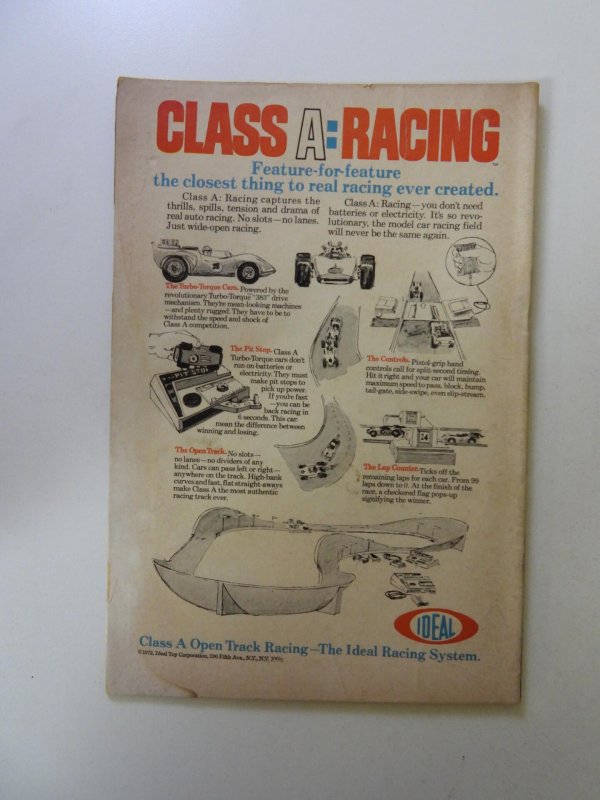 CLASS A: RACING
Feature-for-feature
the closest thing to real racing ever created.
Class A: Racing captures the
thrills, spills, tension and drama of
real auto racing. No slots—no lanes.
Just wide-open racing.
Class A: Racing—you don't need
batteries or electricity. It's so revo-
lutionary, the model car racing field
will never be the same again.
The Turbo-Torque Cars. Powered by the
revolutionary Turbo-Torque "383" drive
mechanism. They're mean-looking machines
—and plenty rugged. They have to be to
withstand the speed and shock of
Class A competition.
PIT STOP
The Pit Stop. Class A
Turbo-Torque cars don't
run on batteries or
electricity. They must
make pit stops to
pick up power.
If you're fast
—you can be
back racing in
6 seconds. This can
mean the difference between
winning and losing.
The Controls. Pistol-grip hand
controls call for split-second timing.
Hit it right and your car will maintain
maximum speed to pass, block, bump,
tail-gate, side-swipe, even slip-stream.
The Open Track. No slots—
no lanes—no dividers of any
kind. Cars can pass left or right—
anywhere on the track. High-bank
curves and fast, flat straight-aways
make Class A the most authentic
racing track ever.
24
The Lap Counter. Ticks off the
remaining laps for each car. From 99
laps down to 0. At the finish of the
race, a checkered flag pops-up
signifying the winner.
IDEAL
Class A Open Track Racing—The Ideal Racing System.
©1972, Ideal Toy Corporation, 200 Fifth Ave., N.Y., N.Y.